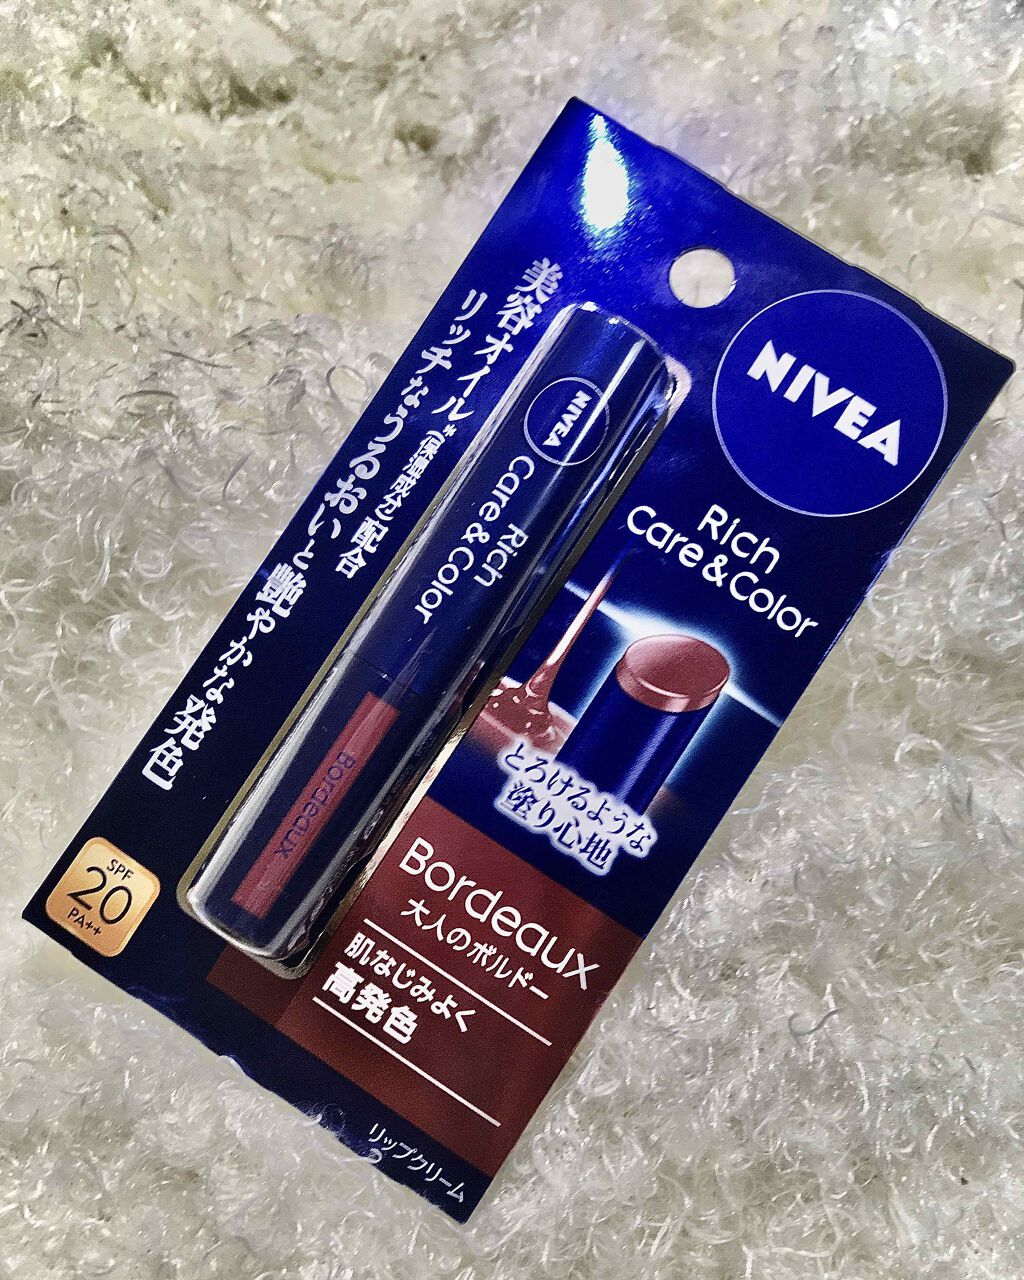 NIVEA
Rich
Care & Color
美容オイル*(保湿成分)配合
リッチなうるおいと艶やかな発色
NIVEA
Rich
Care & Color
Bordeaux
とろけるような
塗り心地
Bordeaux
大人のボルドー
肌なじみよく
高発色
SPF
20
PA++
リップクリーム